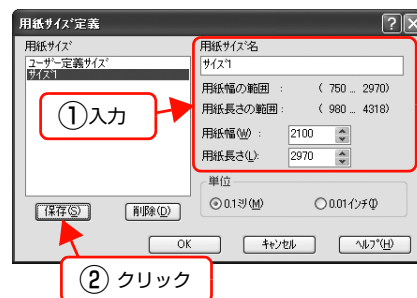 用紙サイズ定義
用紙サイズ
ユーザー定義サイズ
サイズ1
用紙サイズ名
サイズ1
用紙幅の範囲 : ( 750 ... 2970)
用紙長さの範囲 : ( 980 ... 4318)
用紙幅(W) : 2100
用紙長さ(L): 2970
①入力
単位
0.1ミリ(M) 0.01インチ(I)
保存(S) 削除(D)
OK キャンセル ヘルプ(H)
② クリック